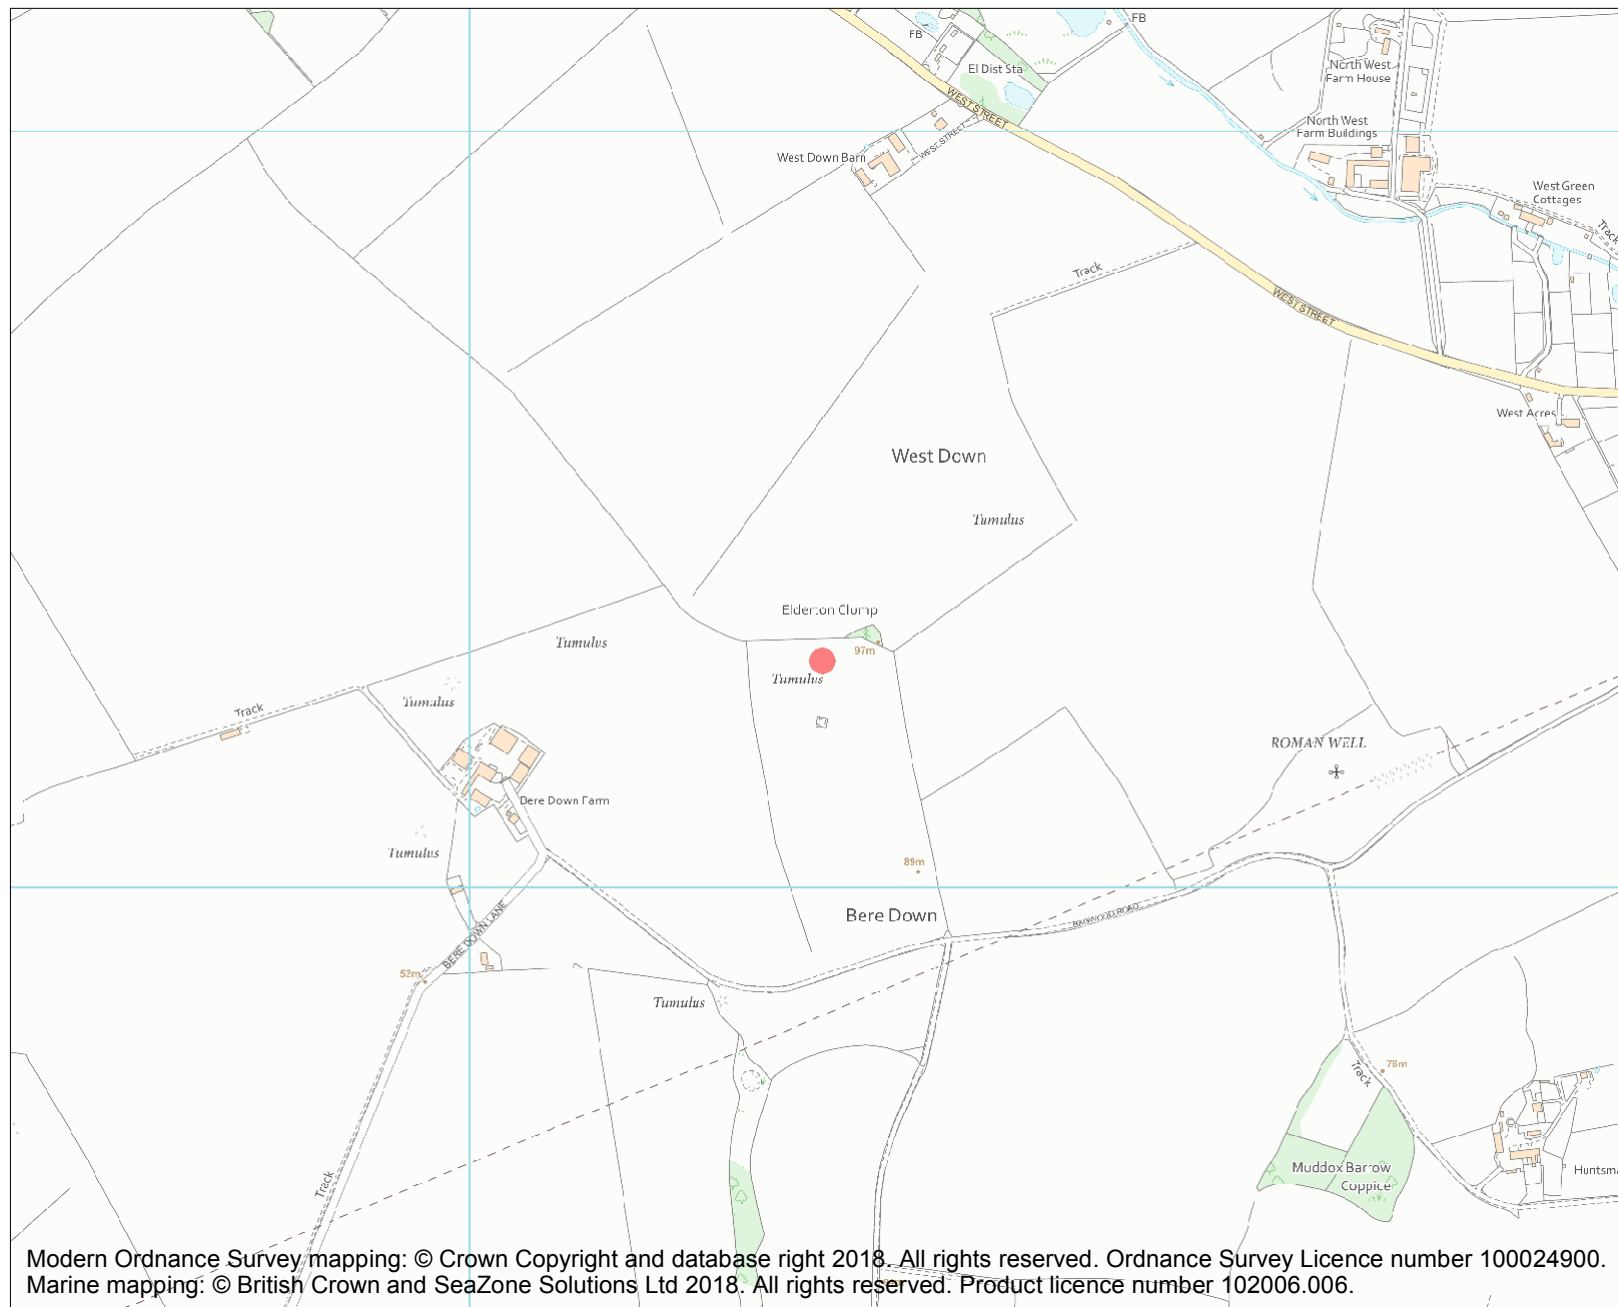 FB
FB
El Dist Sta
WEST STREET
WEST STREET
West Down Barn
North West
Farm House
North West
Farm Buildings
West Green
Cottages
Track
Track
WEST STREET
West Acres
West Down
Tumulus
Elderton Clump
97m
Tumulus
Tumulus
Tumulus
Track
ROMAN WELL
Bere Down Farm
Tumulus
89m
Bere Down
BAGWOOD ROAD
BERE DOWN LANE
52m
Tumulus
78m
Track
Track
Muddox Barrow
Coppice
Huntsm
Modern Ordnance Survey mapping: © Crown Copyright and database right 2018. All rights reserved. Ordnance Survey Licence number 100024900.
Marine mapping: © British Crown and SeaZone Solutions Ltd 2018. All rights reserved. Product licence number 102006.006.